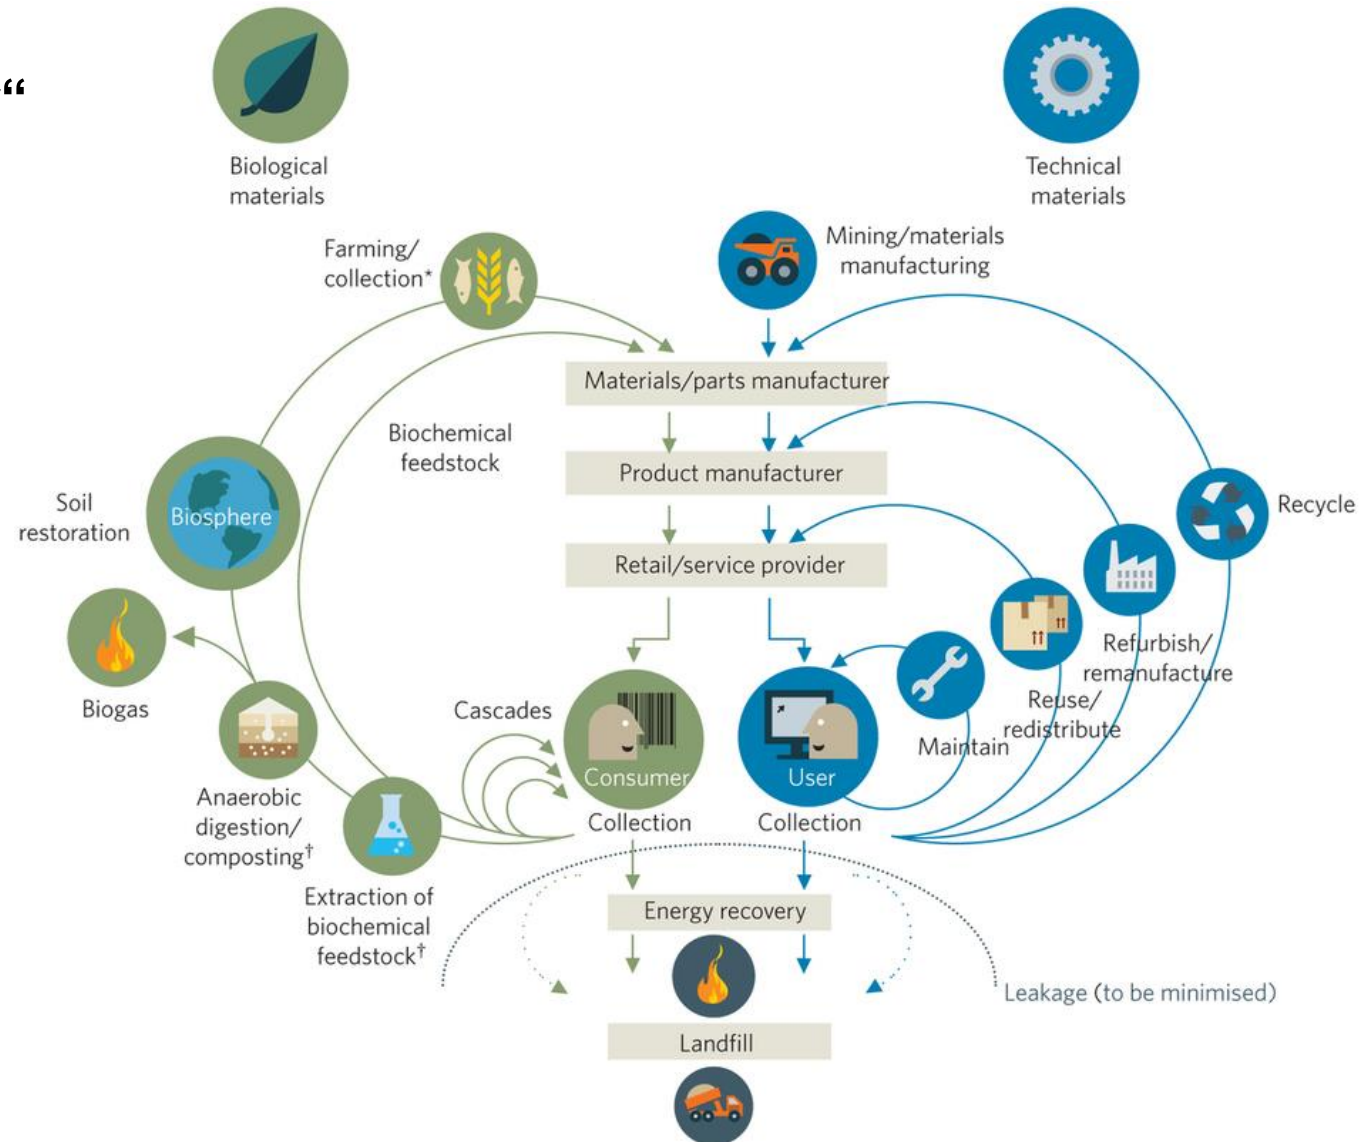 “
Biological
materials
Technical
materials
Farming/
collection*
Mining/materials
manufacturing
Materials/parts manufacturer
Biochemical
feedstock
Product manufacturer
Soil
restoration
Biosphere
Recycle
Retail/service provider
Biogas
Refurbish/
remanufacture
Reuse/
redistribute
Maintain
Cascades
Consumer
User
Anaerobic
digestion/
composting†
Collection
Collection
Extraction of
biochemical
feedstock†
Energy recovery
Leakage (to be minimised)
Landfill